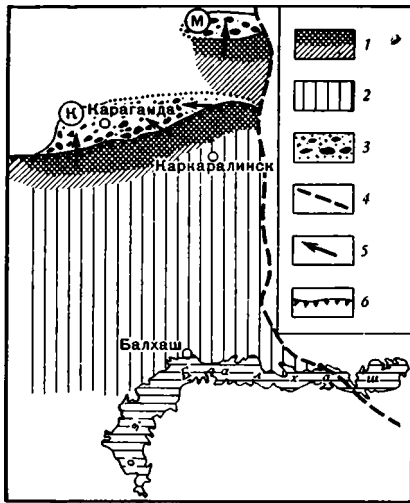 М
К
Караганда
Каркаралинск
Балхаш
о з. Б а л х а ш
1
2
3
4
5
6